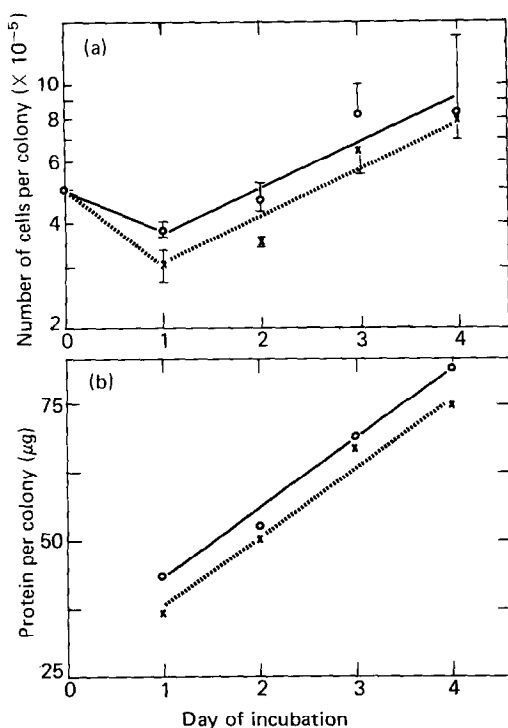 (a)
Number of cells per colony (× 10⁻⁵)
10
8
6
4
2
0 1 2 3 4
(b)
Protein per colony (μg)
75
50
25
0 1 2 3 4
Day of incubation